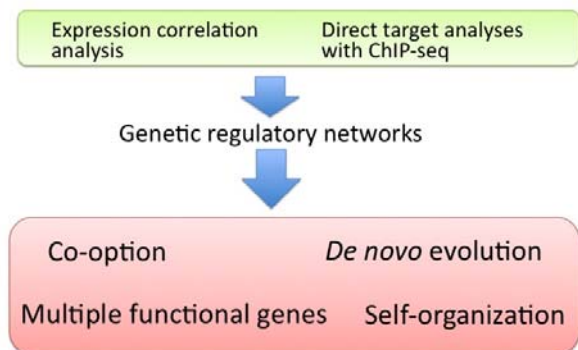 Expression correlation analysis
Direct target analyses with ChIP-seq
Genetic regulatory networks
Co-option
De novo evolution
Multiple functional genes
Self-organization